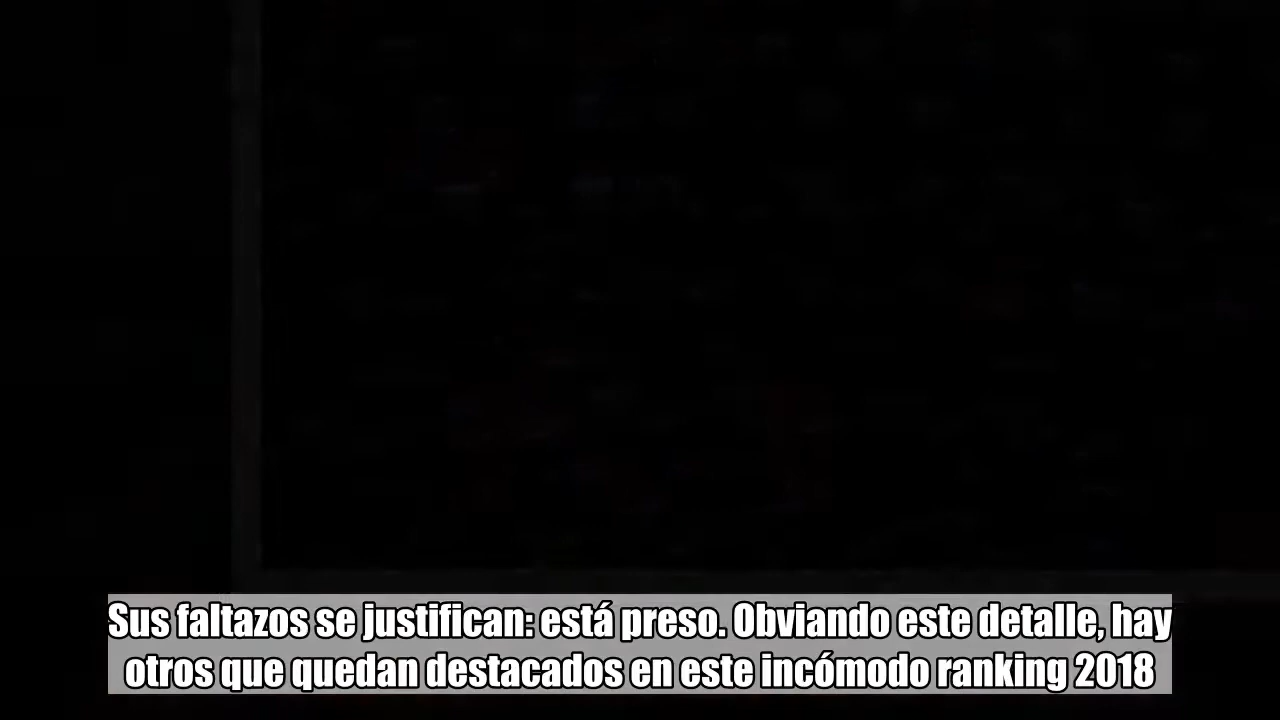 Sus faltazos se justifican: está preso. Obviando este detalle, hay
otros que quedan destacados en este incómodo ranking 2018